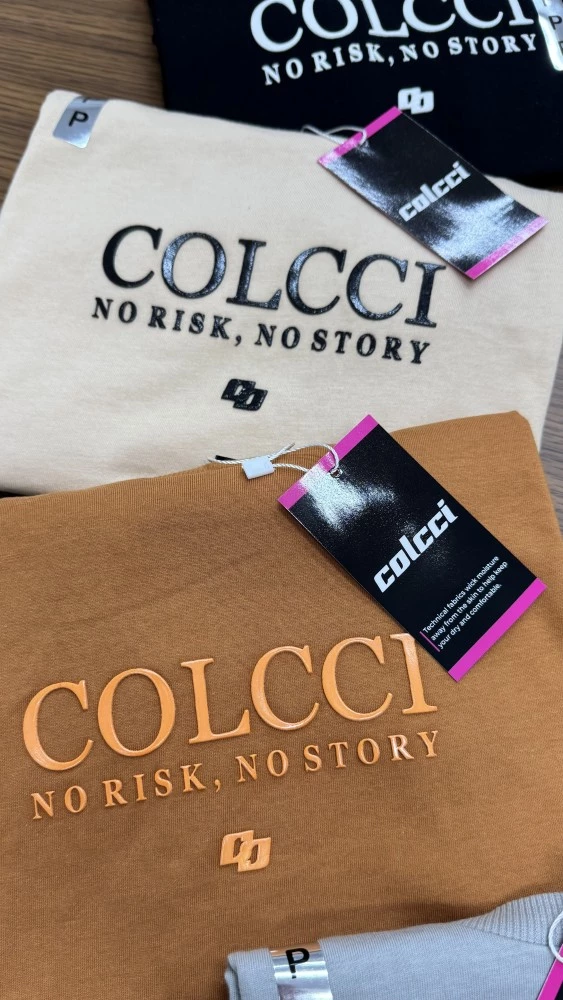 COLCCI
NO RISK, NO STORY
P
P
colcci
COLCCI
NO RISK, NO STORY
colcci
Technical fabrics wick moisture
away from the skin to help keep
your dry and comfortable.
COLCCI
NO RISK, NO STORY
P